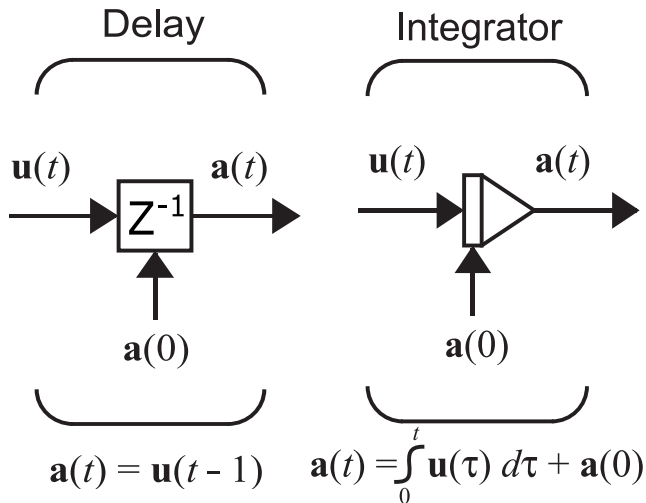 Delay
u(t)
a(t)
Z⁻¹
a(0)
a(t) = u(t - 1)
Integrator
u(t)
a(t)
a(0)
a(t) = ∫₀ᵗ u(τ) dτ + a(0)